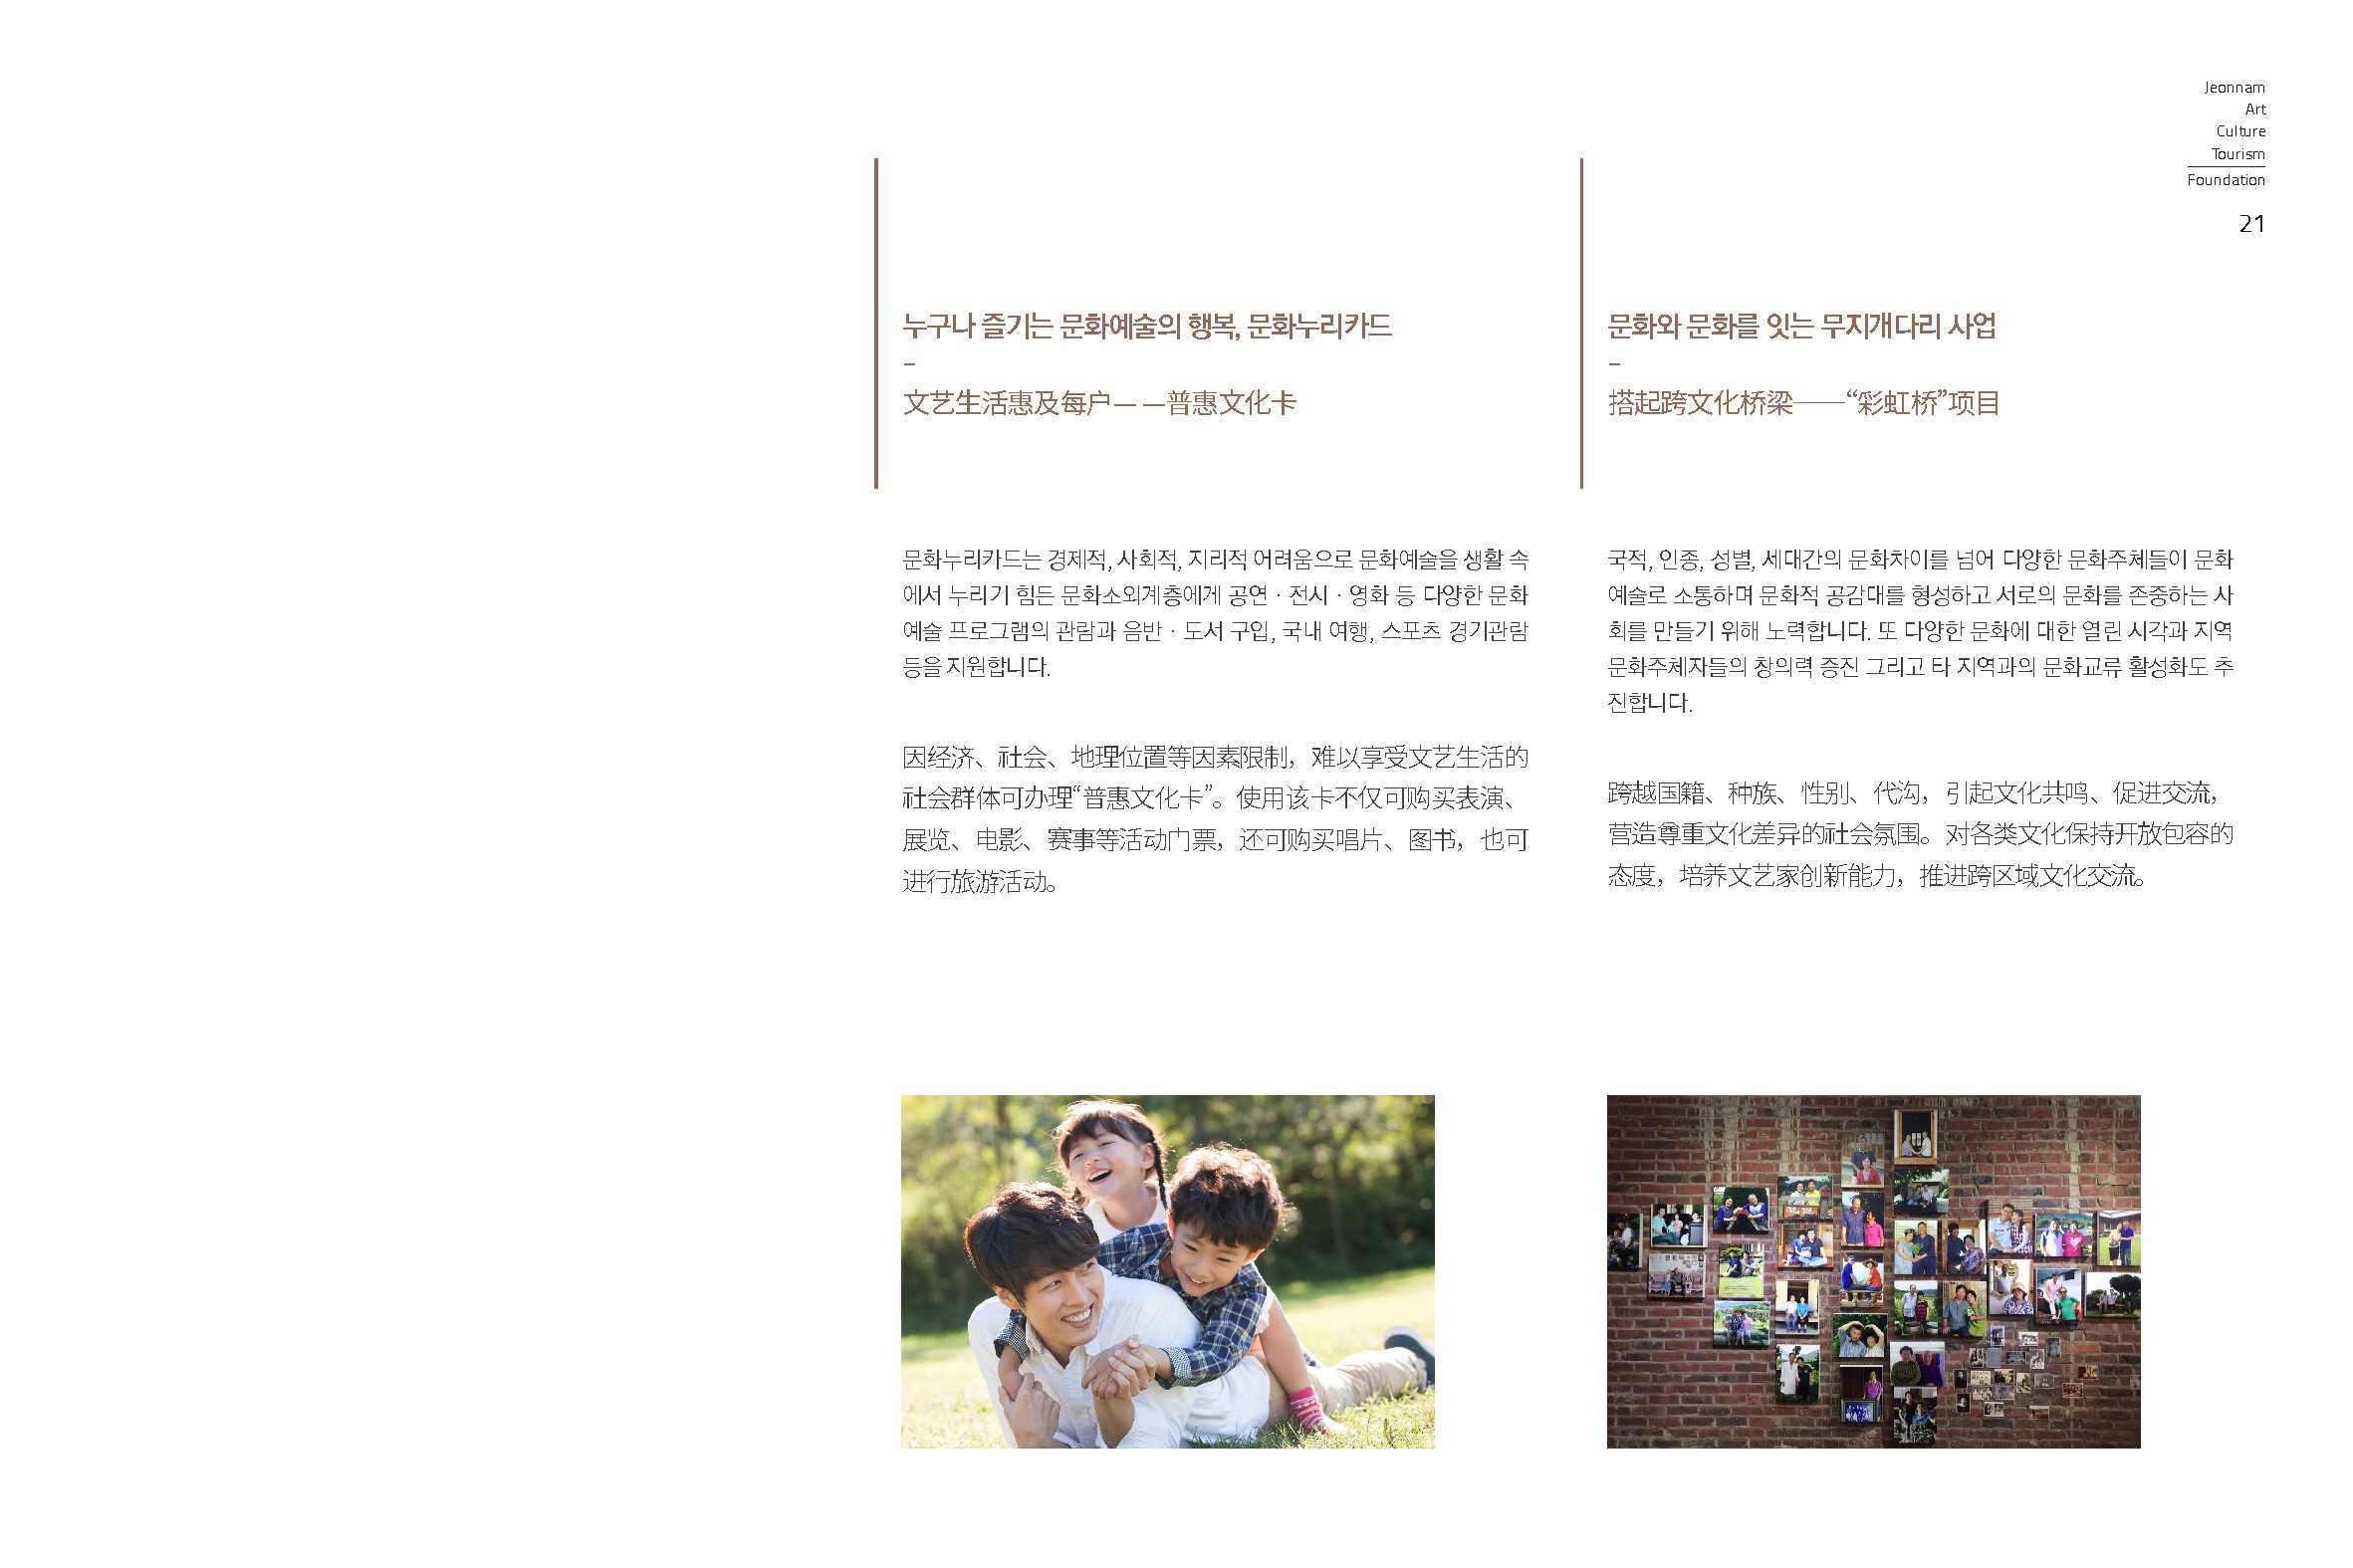 Jeonnam
Art
Culture
Tourism
Foundation
21
누구나 즐기는 문화예술의 행복, 문화누리카드
–
文艺生活惠及每户——普惠文化卡
문화누리카드는 경제적, 사회적, 지리적 어려움으로 문화예술을 생활 속
에서 누리기 힘든 문화소외계층에게 공연 · 전시 · 영화 등 다양한 문화
예술 프로그램의 관람과 음반 · 도서 구입, 국내 여행, 스포츠 경기관람
등을 지원합니다.
因经济、社会、地理位置等因素限制，难以享受文艺生活的
社会群体可办理“普惠文化卡”。使用该卡不仅可购买表演、
展览、电影、赛事等活动门票，还可购买唱片、图书，也可
进行旅游活动。
문화와 문화를 잇는 무지개다리 사업
–
搭起跨文化桥梁——“彩虹桥”项目
국적, 인종, 성별, 세대간의 문화차이를 넘어 다양한 문화주체들이 문화
예술로 소통하며 문화적 공감대를 형성하고 서로의 문화를 존중하는 사
회를 만들기 위해 노력합니다. 또 다양한 문화에 대한 열린 시각과 지역
문화주체자들의 창의력 증진 그리고 타 지역과의 문화교류 활성화도 추
진합니다.
跨越国籍、种族、性别、代沟，引起文化共鸣、促进交流，
营造尊重文化差异的社会氛围。对各类文化保持开放包容的
态度，培养文艺家创新能力，推进跨区域文化交流。